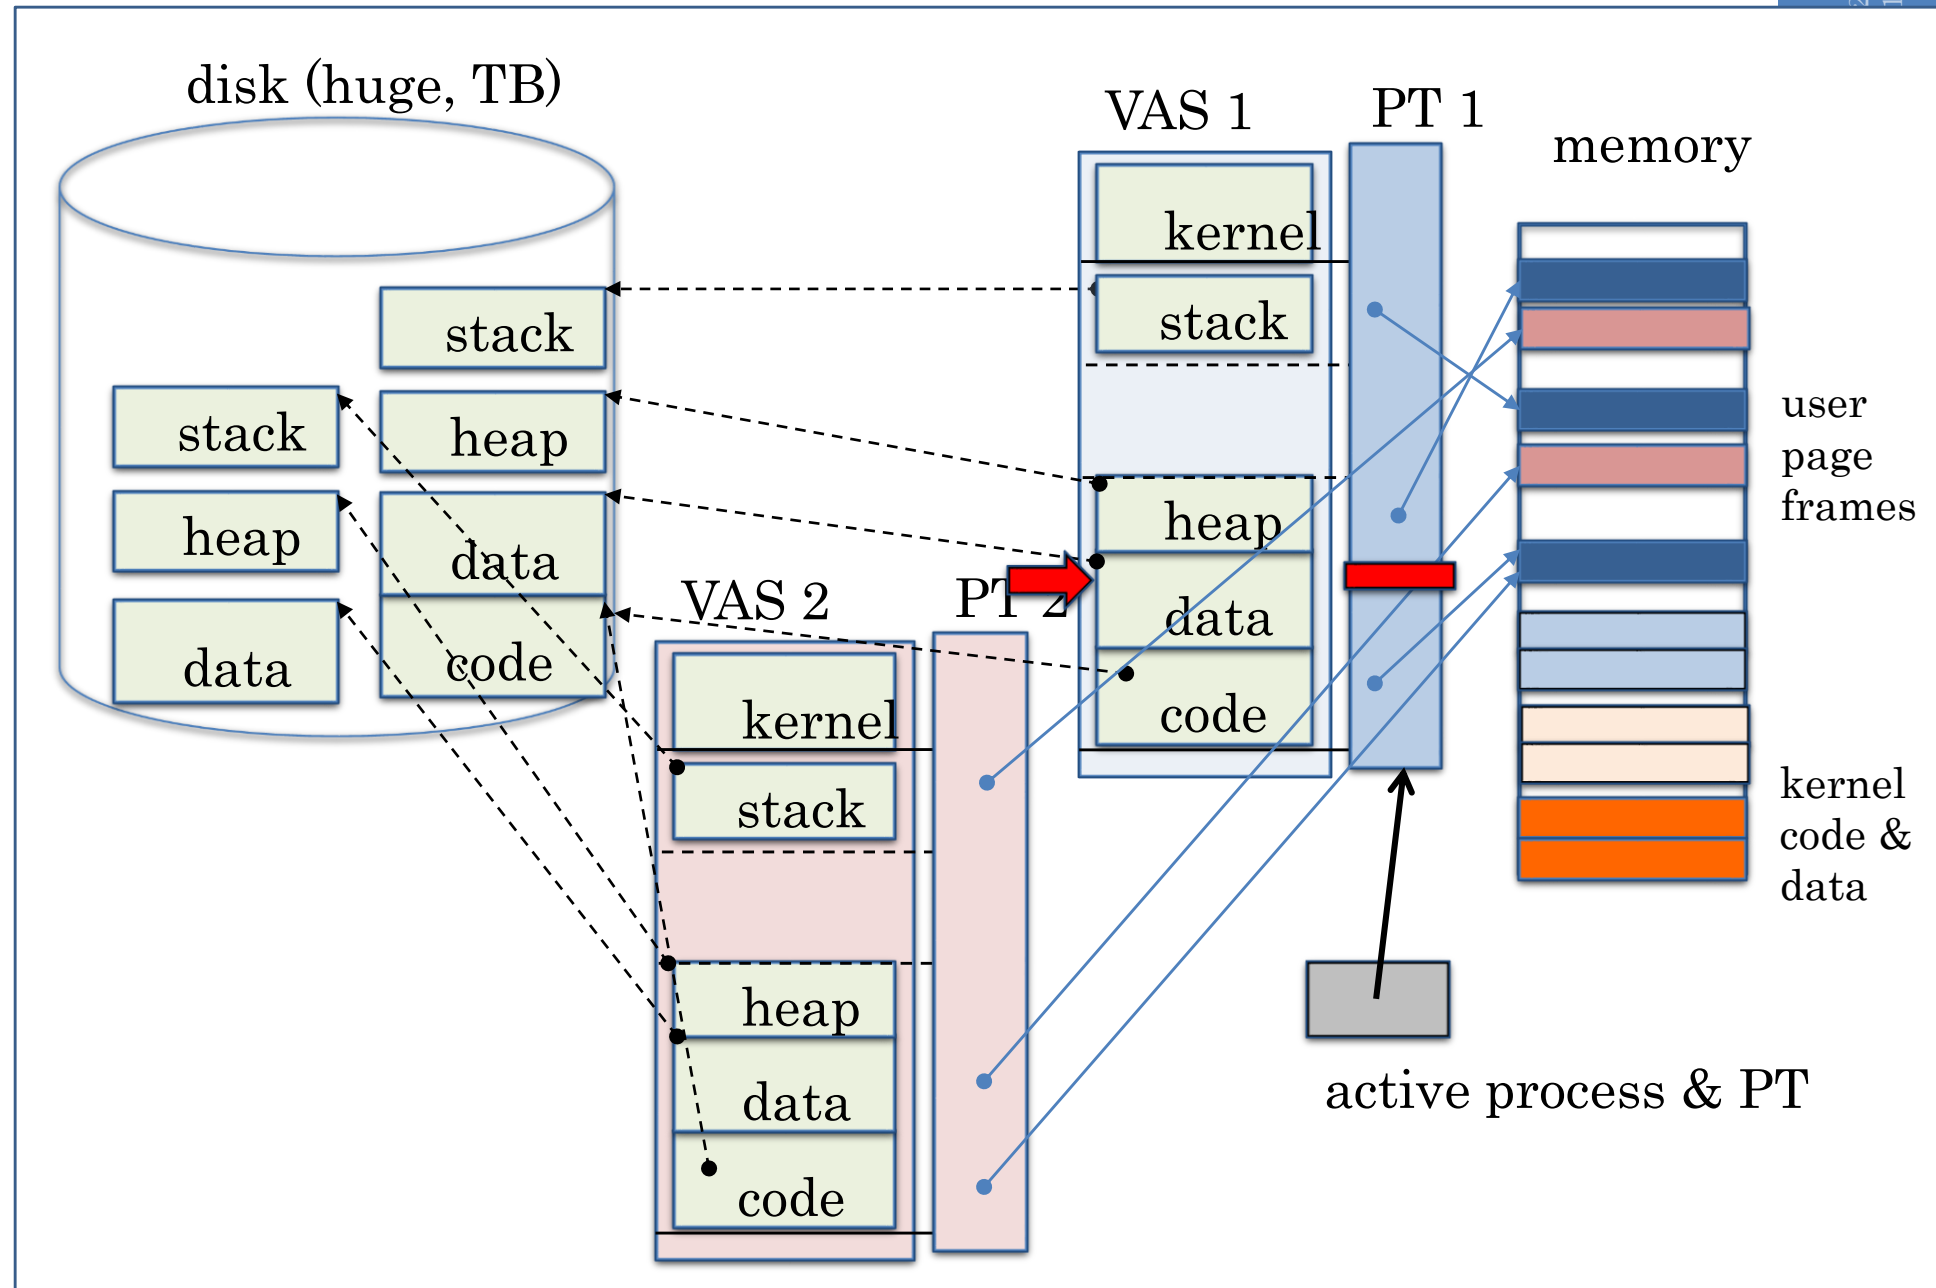 disk (huge, TB)
VAS 1
PT 1
memory
kernel
stack
stack
heap
data
code
stack
heap
data
heap
data
code
VAS 2
PT 2
kernel
stack
heap
data
code
user
page
frames
kernel
code &
data
active process & PT